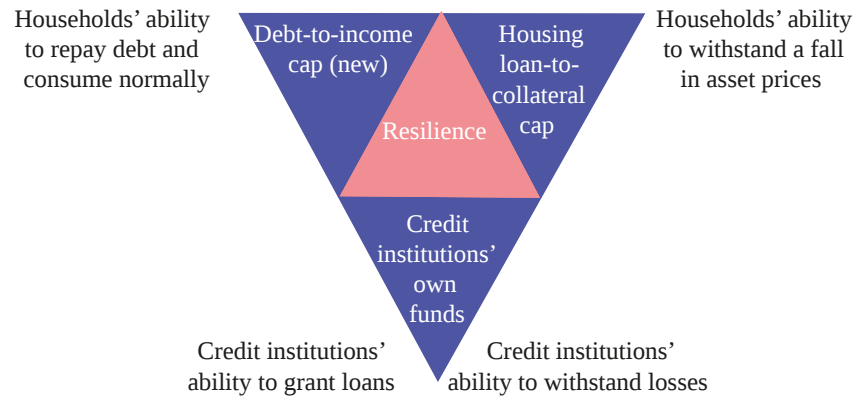 Households’ ability
to repay debt and
consume normally
Debt-to-income
cap (new)
Housing
loan-to-
collateral
cap
Households’ ability
to withstand a fall
in asset prices
Resilience
Credit
institutions’
own
funds
Credit institutions’
ability to grant loans
Credit institutions’
ability to withstand losses